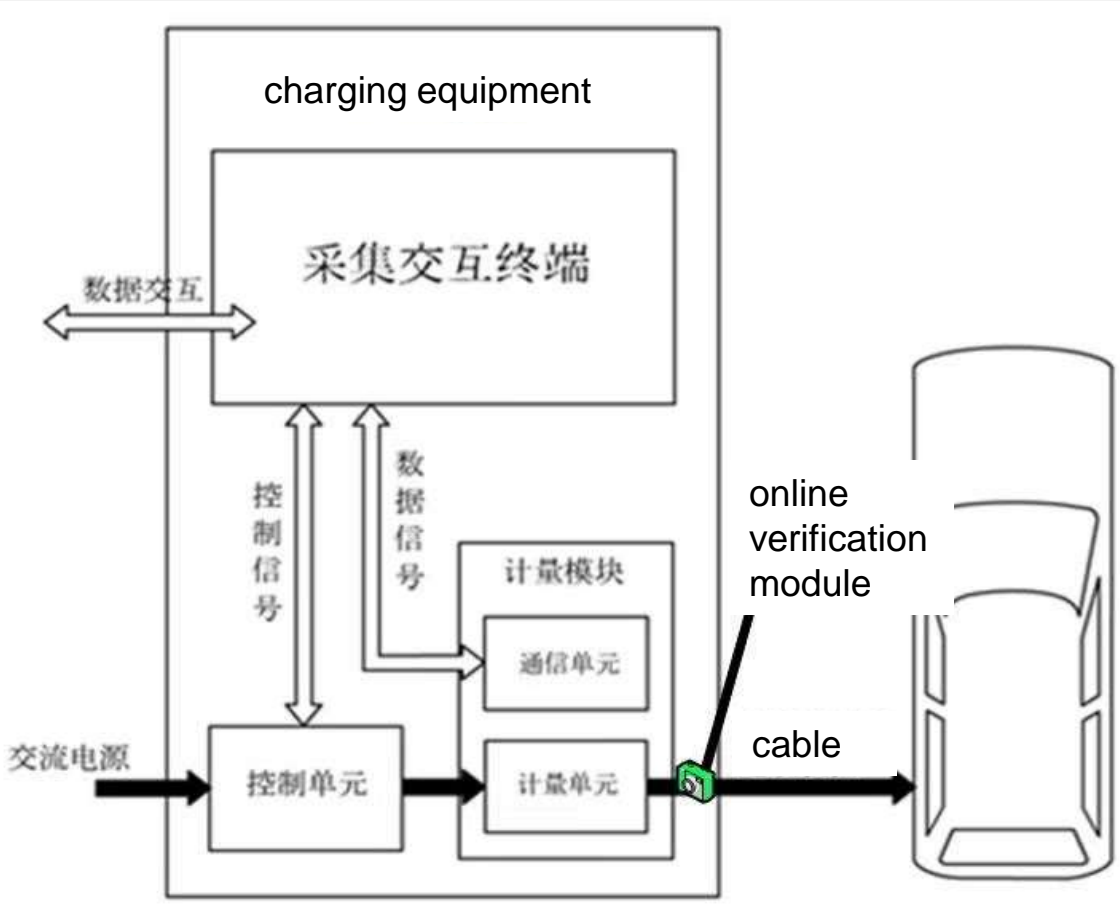 charging equipment
采集交互终端
数据交互
控制信号
数据信号
online
verification
module
计量模块
通信单元
交流电源
控制单元
计量单元
cable